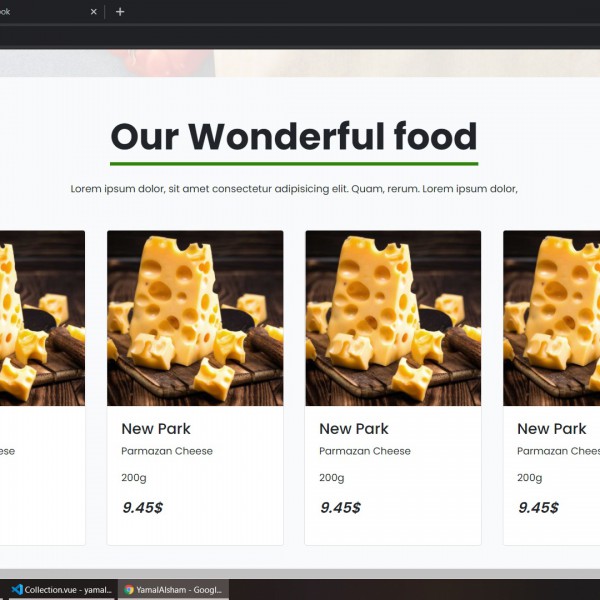 ok
Our Wonderful food
Lorem ipsum dolor, sit amet consectetur adipisicing elit. Quam, rerum. Lorem ipsum dolor,
New Park
New Park
New Park
ese
Parmazan Cheese
Parmazan Cheese
Parmazan Chees
200g
200g
200g
9.45$
9.45$
9.45$
Collection.vue - yamal...
YamalAlsham - Googl...